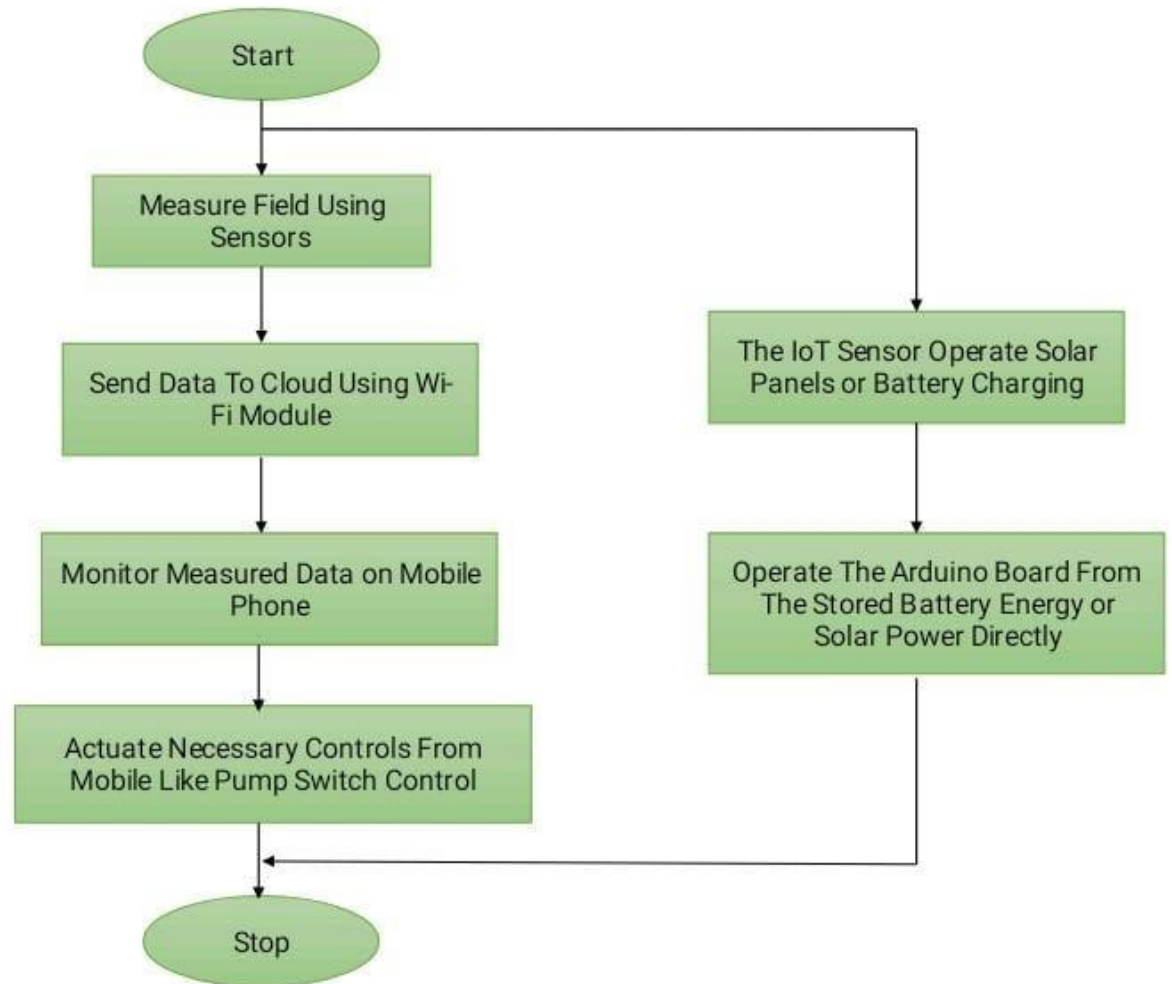 Start
Measure Field Using
Sensors
Send Data To Cloud Using Wi-
Fi Module
Monitor Measured Data on Mobile
Phone
Actuate Necessary Controls From
Mobile Like Pump Switch Control
The IoT Sensor Operate Solar
Panels or Battery Charging
Operate The Arduino Board From
The Stored Battery Energy or
Solar Power Directly
Stop